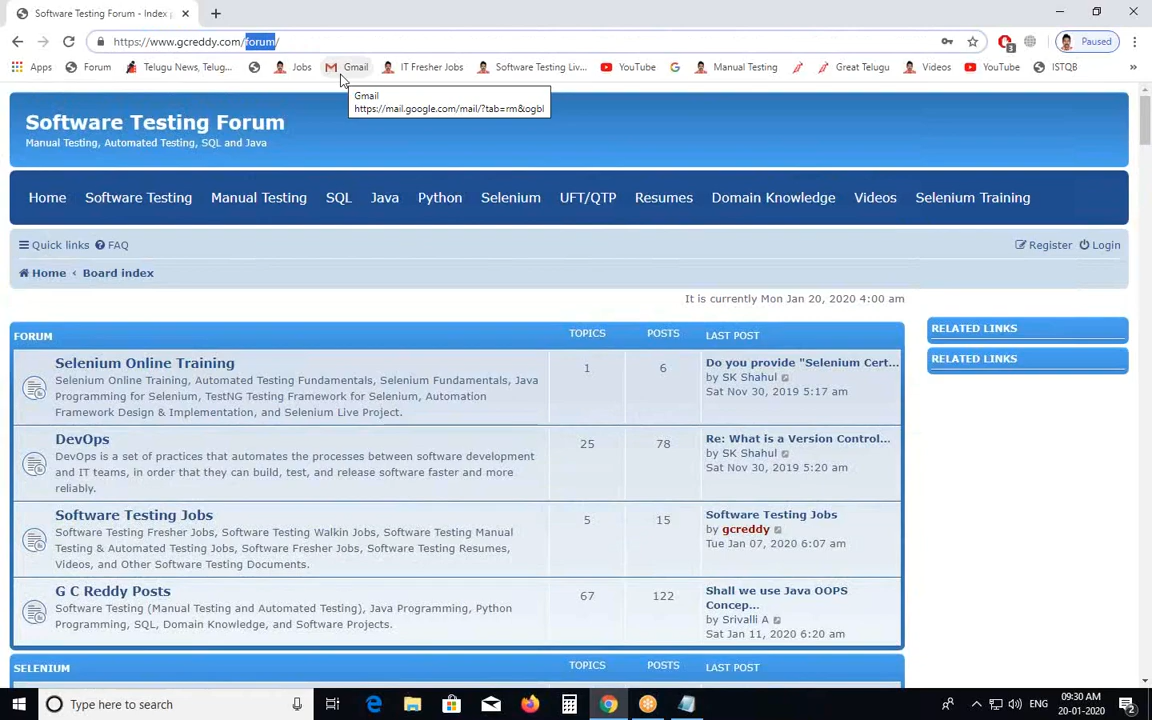 Software Testing Forum - Index
https://www.gcreddy.com/forum/
3
Paused
Apps Forum Telugu News, Telug... Jobs Gmail IT Fresher Jobs Software Testing Liv... YouTube Manual Testing Great Telugu Videos YouTube ISTQB »
Gmail
https://mail.google.com/mail/?tab=rm&ogbl
Software Testing Forum
Manual Testing, Automated Testing, SQL and Java
Home Software Testing Manual Testing SQL Java Python Selenium UFT/QTP Resumes Domain Knowledge Videos Selenium Training
Quick links FAQ Register Login
Home ‹ Board index
It is currently Mon Jan 20, 2020 4:00 am
FORUM TOPICS POSTS LAST POST
Selenium Online Training
Selenium Online Training, Automated Testing Fundamentals, Selenium Fundamentals, Java
Programming for Selenium, TestNG Testing Framework for Selenium, Automation
Framework Design & Implementation, and Selenium Live Project.
1 6
Do you provide "Selenium Cert...
by SK Shahul
Sat Nov 30, 2019 5:17 am
DevOps
DevOps is a set of practices that automates the processes between software development
and IT teams, in order that they can build, test, and release software faster and more
reliably.
25 78
Re: What is a Version Control...
by SK Shahul
Sat Nov 30, 2019 5:20 am
Software Testing Jobs
Software Testing Fresher Jobs, Software Testing Walkin Jobs, Software Testing Manual
Testing & Automated Testing Jobs, Software Fresher Jobs, Software Testing Resumes,
Videos, and Other Software Testing Documents.
5 15
Software Testing Jobs
by gcreddy
Tue Jan 07, 2020 6:07 am
G C Reddy Posts
Software Testing (Manual Testing and Automated Testing), Java Programming, Python
Programming, SQL, Domain Knowledge, and Software Projects.
67 122
Shall we use Java OOPS
Concep...
by Srivalli A
Sat Jan 11, 2020 6:20 am
SELENIUM TOPICS POSTS LAST POST
RELATED LINKS
RELATED LINKS
Type here to search
ENG
09:30 AM
20-01-2020
2